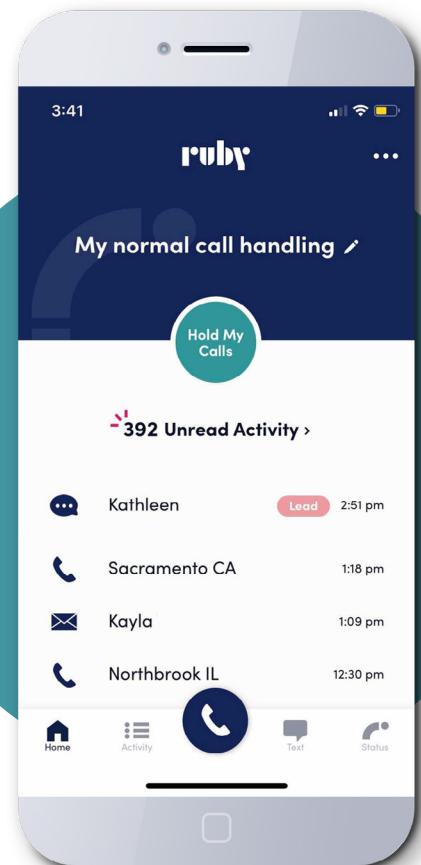 3:41
ruby
My normal call handling
Hold My
Calls
392 Unread Activity >
Kathleen Lead 2:51 pm
Sacramento CA 1:18 pm
Kayla 1:09 pm
Northbrook IL 12:30 pm
Home Activity Text Status